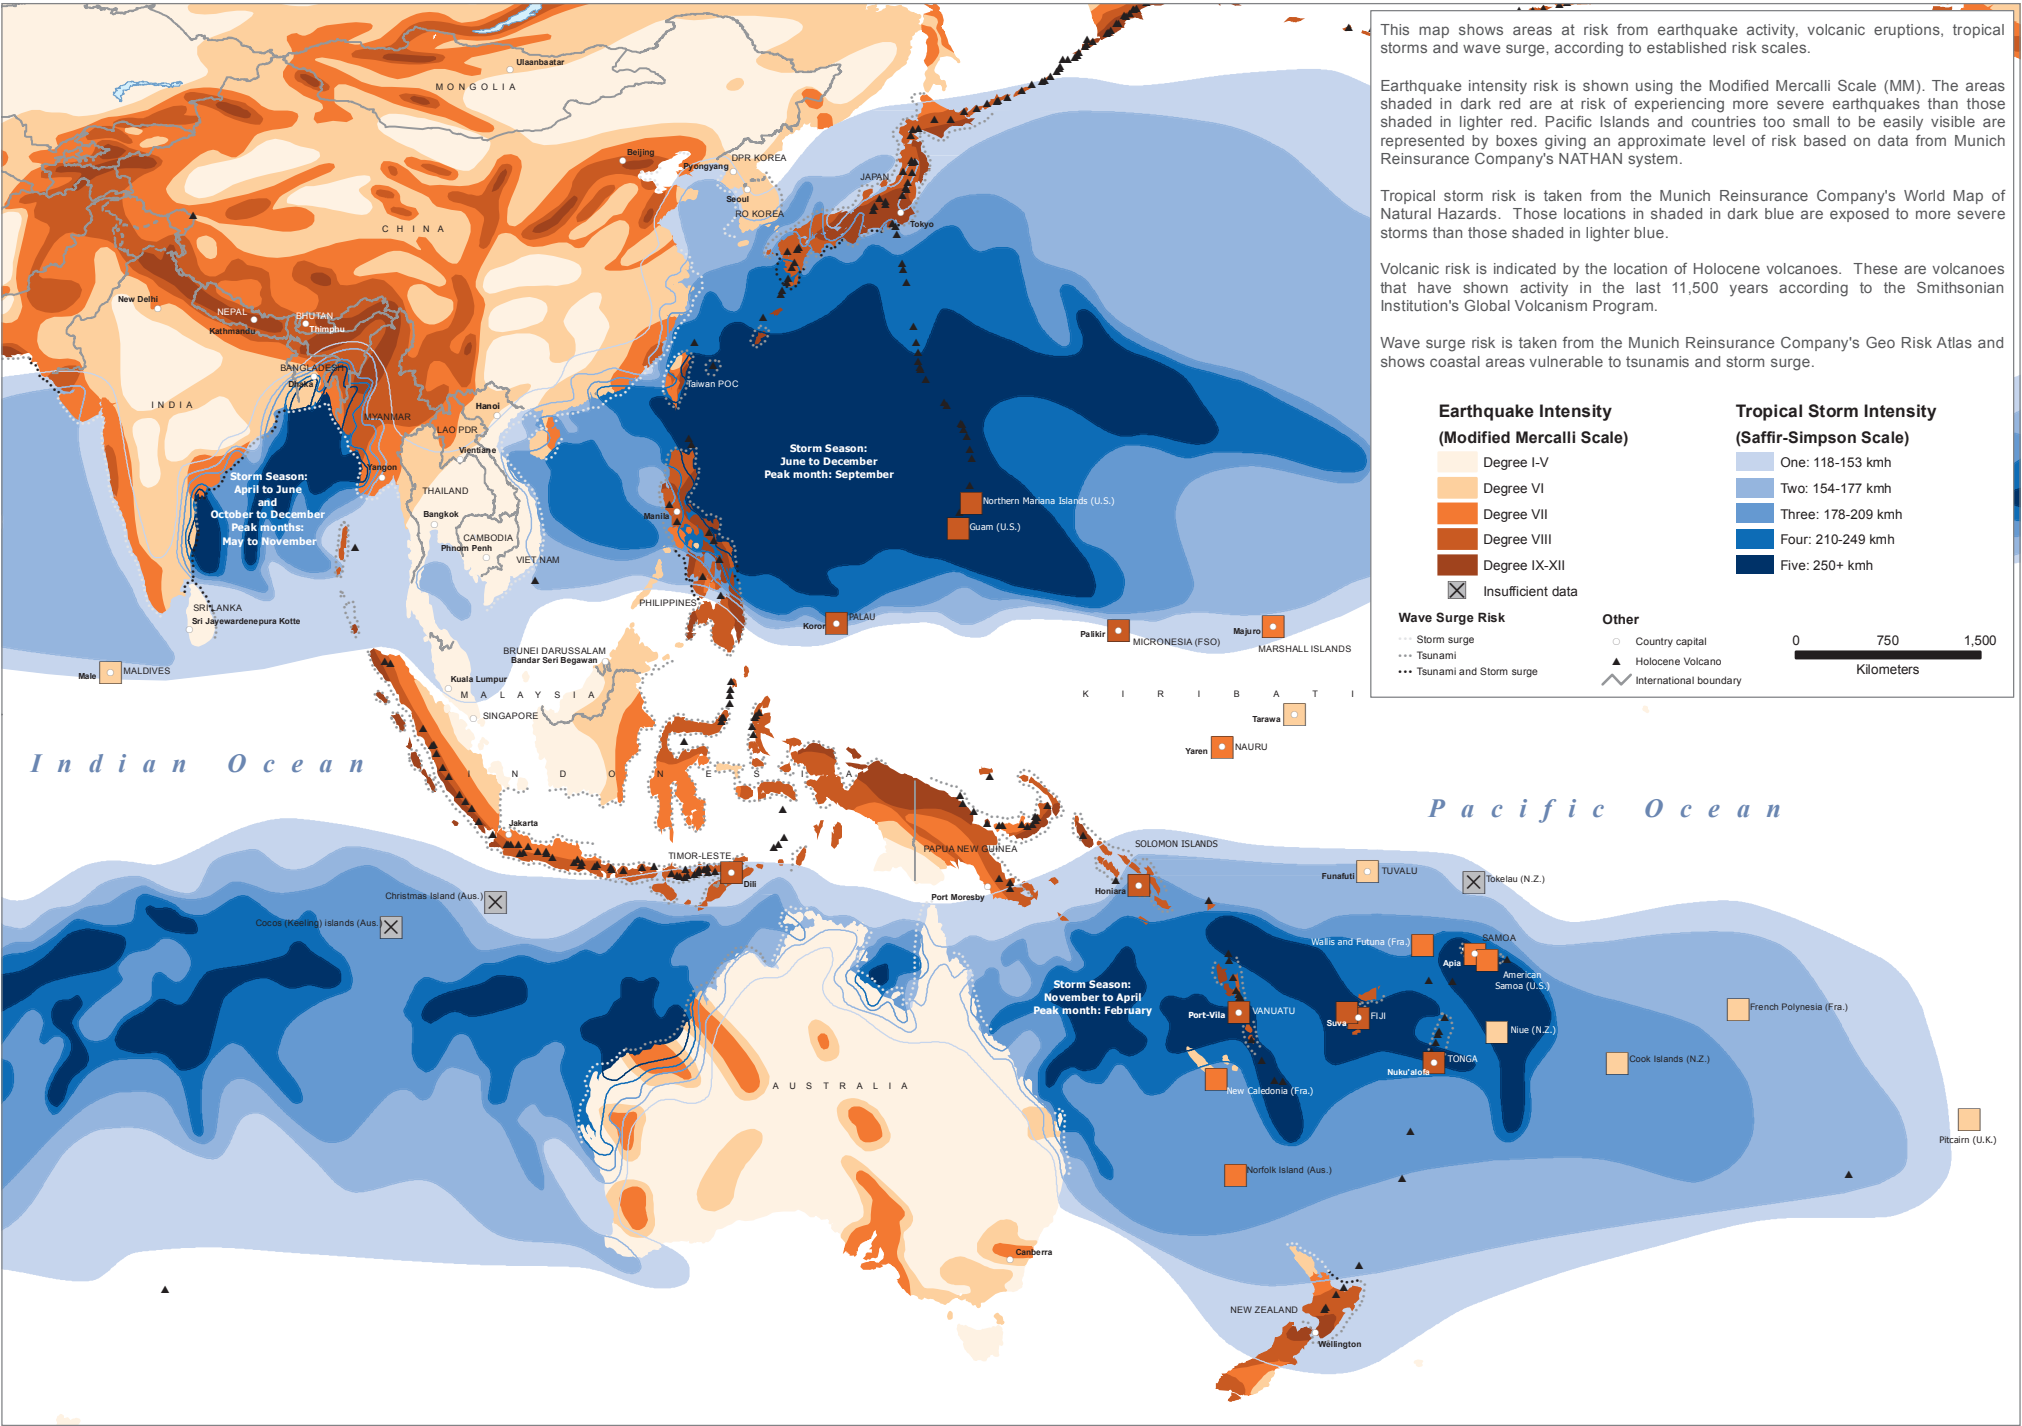 This map shows areas at risk from earthquake activity, volcanic eruptions, tropical
storms and wave surge, according to established risk scales.
Earthquake intensity risk is shown using the Modified Mercalli Scale (MM). The areas
shaded in dark red are at risk of experiencing more severe earthquakes than those
shaded in lighter red. Pacific Islands and countries too small to be easily visible are
represented by boxes giving an approximate level of risk based on data from Munich
Reinsurance Company's NATHAN system.
Tropical storm risk is taken from the Munich Reinsurance Company's World Map of
Natural Hazards. Those locations in shaded in dark blue are exposed to more severe
storms than those shaded in lighter blue.
Volcanic risk is indicated by the location of Holocene volcanoes. These are volcanoes
that have shown activity in the last 11,500 years according to the Smithsonian
Institution's Global Volcanism Program.
Wave surge risk is taken from the Munich Reinsurance Company's Geo Risk Atlas and
shows coastal areas vulnerable to tsunamis and storm surge.
Earthquake Intensity
(Modified Mercalli Scale)
Degree I-V
Degree VI
Degree VII
Degree VIII
Degree IX-XII
Insufficient data
Tropical Storm Intensity
(Saffir-Simpson Scale)
One: 118-153 kmh
Two: 154-177 kmh
Three: 178-209 kmh
Four: 210-249 kmh
Five: 250+ kmh
Wave Surge Risk
Storm surge
Tsunami
Tsunami and Storm surge
Other
Country capital
Holocene Volcano
International boundary
0 750 1,500
Kilometers
Ulaanbaatar
MONGOLIA
Beijing
DPR KOREA
Pyongyang
Seoul
RO KOREA
JAPAN
Tokyo
CHINA
New Delhi
NEPAL
Kathmandu
BHUTAN
Thimphu
BANGLADESH
Dhaka
INDIA
MYANMAR
Hanoi
LAO PDR
Vientiane
Yangon
THAILAND
Bangkok
CAMBODIA
Phnom Penh
VIET NAM
Taiwan POC
Manila
PHILIPPINES
Storm Season:
April to June
and
October to December
Peak months:
May to November
Storm Season:
June to December
Peak month: September
Northern Mariana Islands (U.S.)
Guam (U.S.)
SRI LANKA
Sri Jayewardenepura Kotte
Male
MALDIVES
Koror
PALAU
Palikir
MICRONESIA (FSO)
Majuro
MARSHALL ISLANDS
BRUNEI DARUSSALAM
Bandar Seri Begawan
Kuala Lumpur
MALAYSIA
SINGAPORE
KIRIBATI
Tarawa
Yaren
NAURU
Indian Ocean
INDONESIA
Pacific Ocean
Jakarta
TIMOR-LESTE
Dili
PAPUA NEW GUINEA
Port Moresby
SOLOMON ISLANDS
Honiara
Funafuti
TUVALU
Tokelau (N.Z.)
Christmas Island (Aus.)
Cocos (Keeling) islands (Aus.)
Wallis and Futuna (Fra.)
SAMOA
Apia
American
Samoa (U.S.)
Storm Season:
November to April
Peak month: February
Port-Vila
VANUATU
Suva
FIJI
Niue (N.Z.)
French Polynesia (Fra.)
TONGA
Nuku'alofa
Cook Islands (N.Z.)
New Caledonia (Fra.)
AUSTRALIA
Pitcairn (U.K.)
Norfolk Island (Aus.)
Canberra
NEW ZEALAND
Wellington